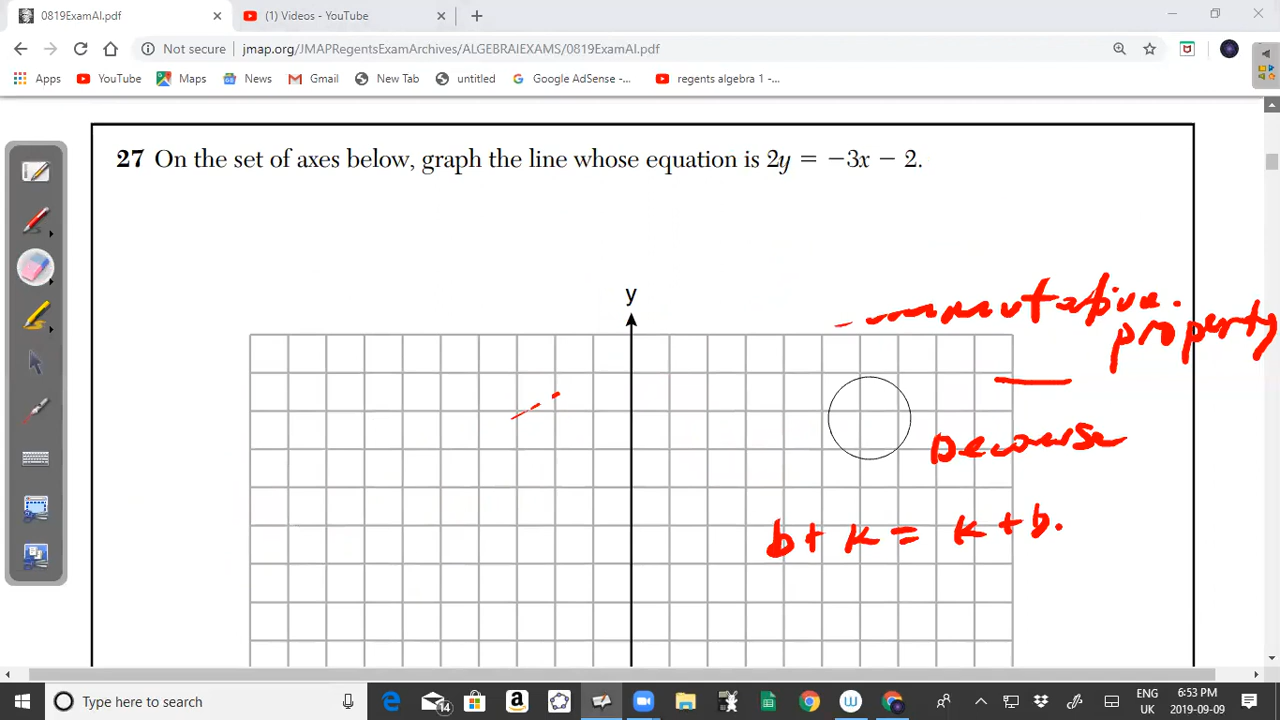 0819ExamAI.pdf
(1) Videos - YouTube
Not secure
jmap.org/JMAPRegentsExamArchives/ALGEBRAIEXAMS/0819ExamAI.pdf
Apps
YouTube
Maps
News
Gmail
New Tab
untitled
Google AdSense -...
regents algebra 1 -...
27 On the set of axes below, graph the line whose equation is 2y = −3x − 2.
y
property
because
b + k = k + b.
Type here to search
14
ENG
UK
6:53 PM
2019-09-09